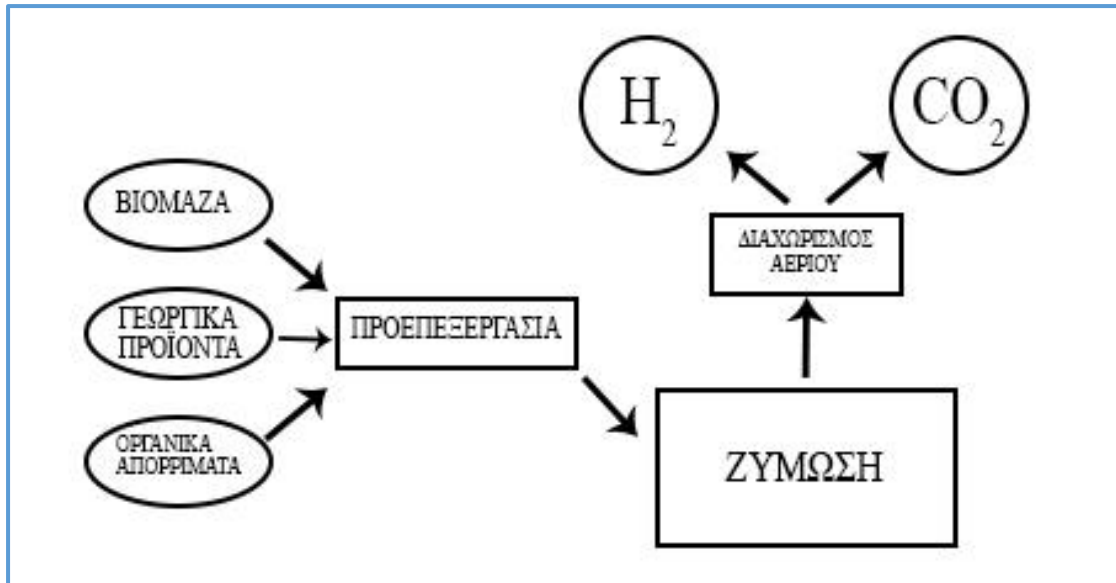 H₂
CO₂
ΒΙΟΜΑΖΑ
ΓΕΩΡΓΙΚΑ
ΠΡΟΪΟΝΤΑ
ΟΡΓΑΝΙΚΑ
ΑΠΟΡΡΙΜΑΤΑ
ΠΡΟΕΠΕΞΕΡΓΑΣΙΑ
ΖΥΜΩΣΗ
ΔΙΑΧΩΡΙΣΜΟΣ
ΑΕΡΙΟΥ